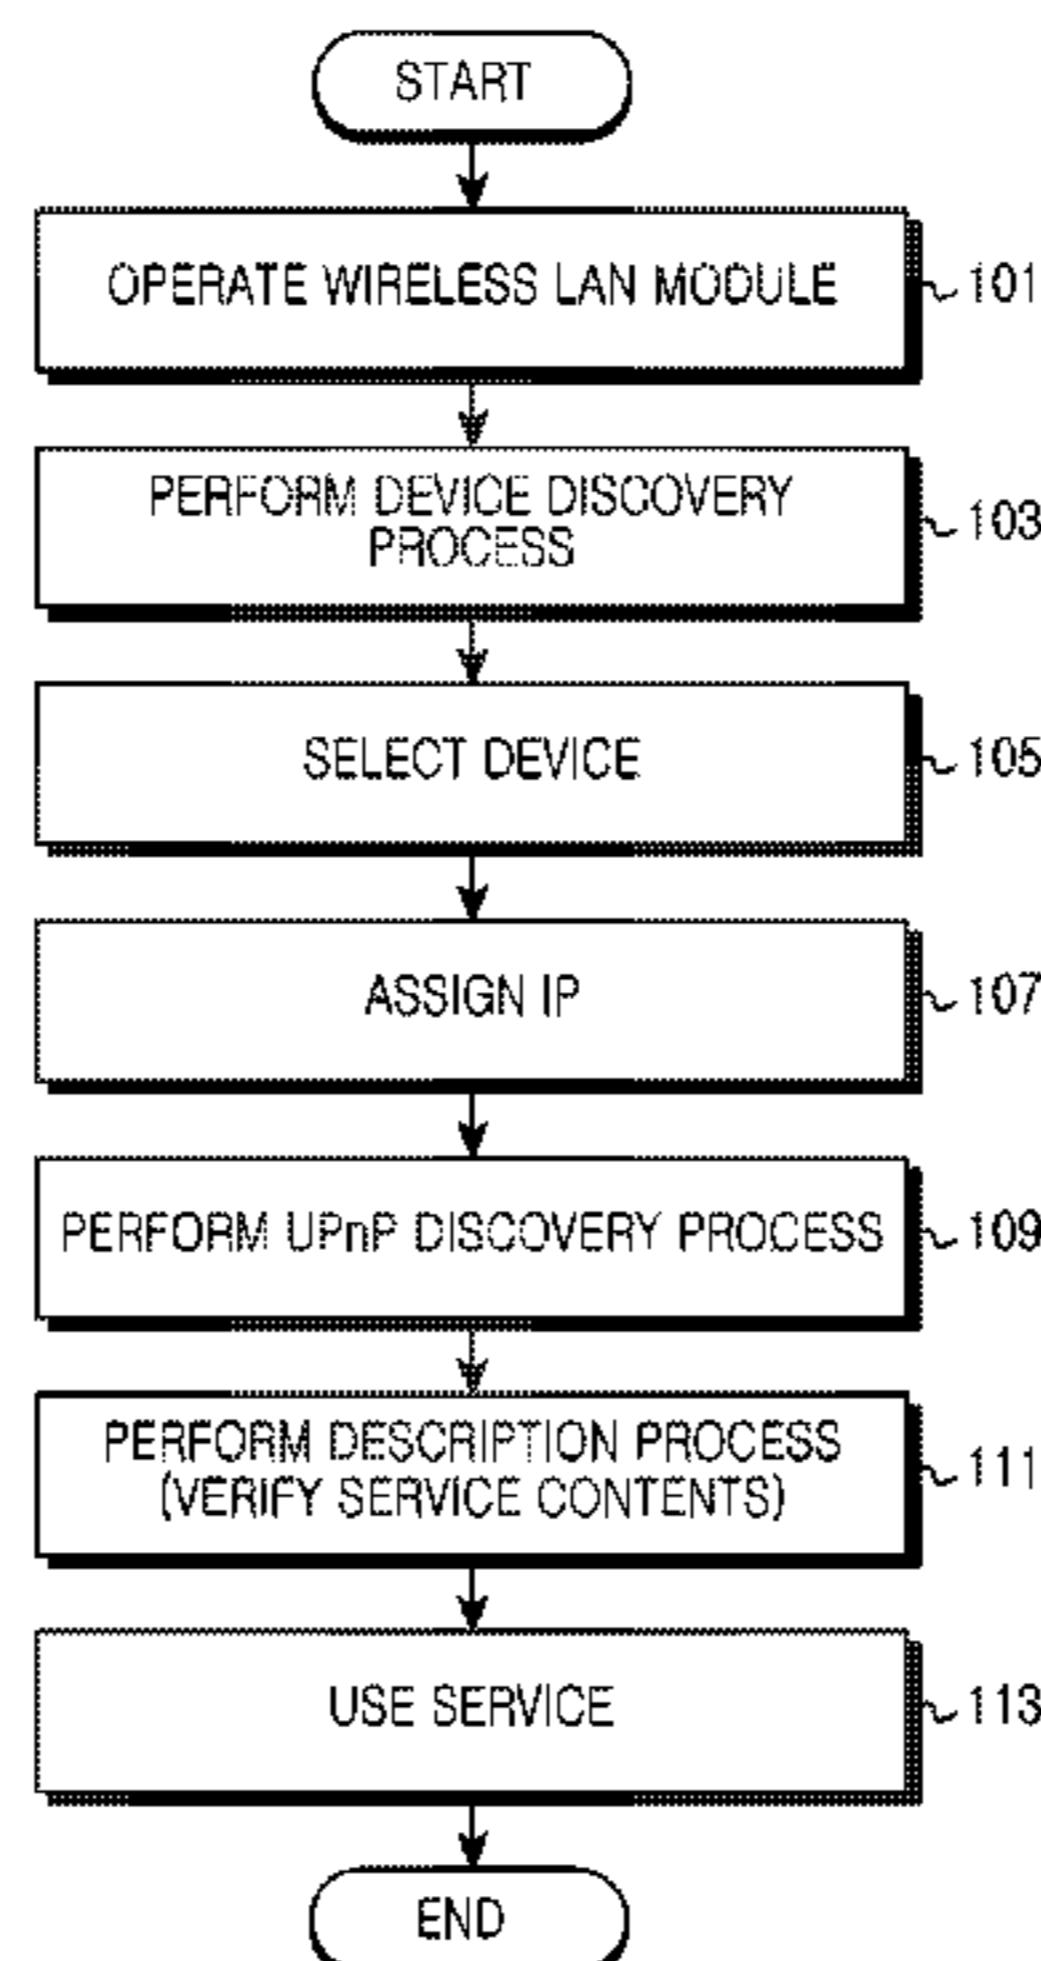 START
OPERATE WIRELESS LAN MODULE
101
PERFORM DEVICE DISCOVERY
PROCESS
103
SELECT DEVICE
105
ASSIGN IP
107
PERFORM UPnP DISCOVERY PROCESS
109
PERFORM DESCRIPTION PROCESS
(VERIFY SERVICE CONTENTS)
111
USE SERVICE
113
END